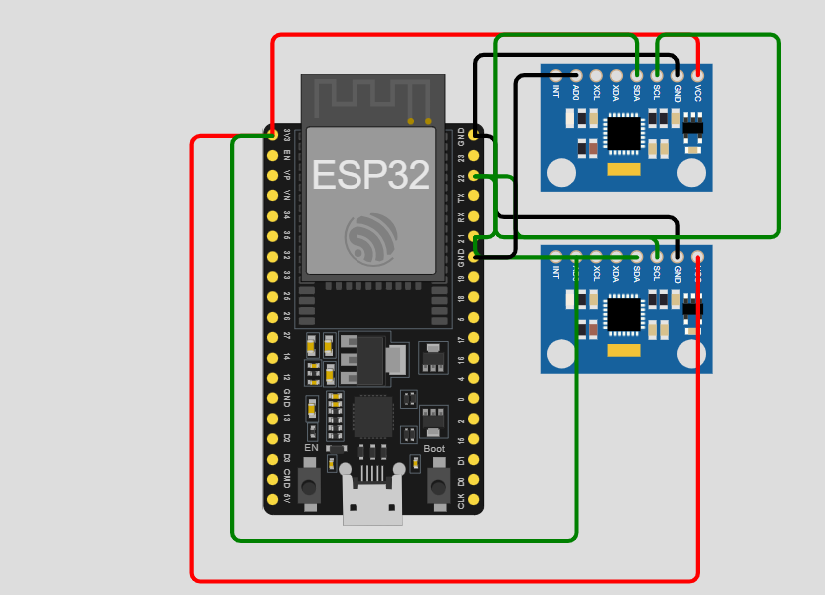 ESP32
3V3
EN
VP
VN
34
35
32
33
25
26
27
14
12
GND
13
D2
D3
CMD
5V
GND
23
22
TX
RX
21
GND
19
18
5
17
16
4
0
2
15
D1
D0
CLK
EN
Boot
INT
AD0
XCL
XDA
SDA
SCL
GND
VCC
INT
XCL
XDA
SDA
SCL
GND